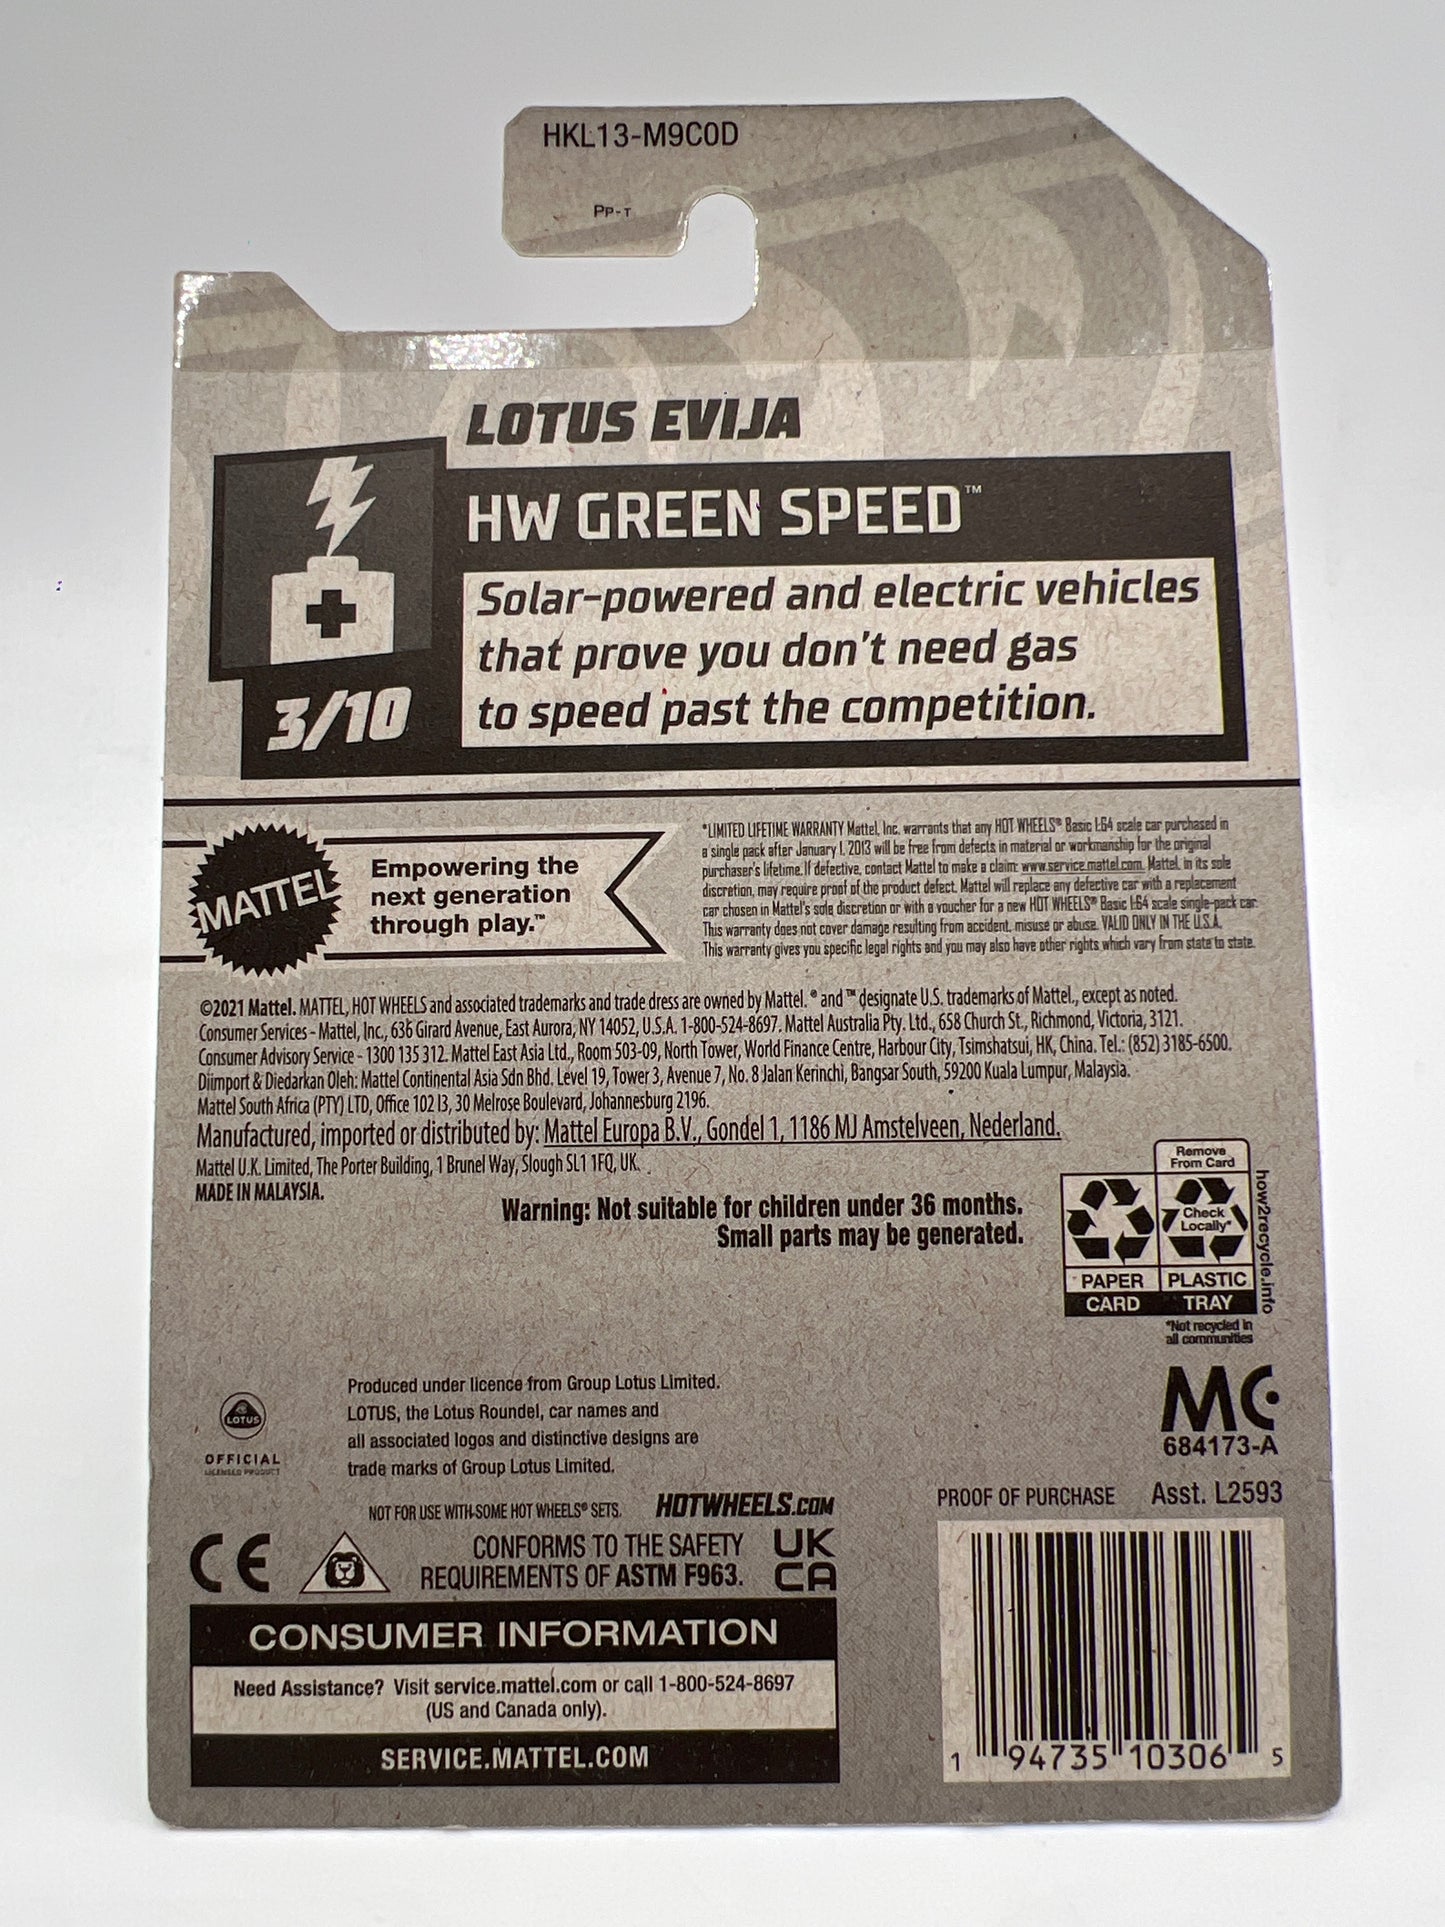 HKL13-M9C0D
PP-T
LOTUS EVIJA
HW GREEN SPEED™
Solar-powered and electric vehicles
that prove you don't need gas
to speed past the competition.
3/10
MATTEL
Empowering the
next generation
through play.™
*LIMITED LIFETIME WARRANTY Mattel, Inc. warrants that any HOT WHEELS® Basic 1:64 scale car purchased in
a single pack after January 1, 2013 will be free from defects in material or workmanship for the original
purchaser's lifetime. If defective, contact Mattel to make a claim: www.service.mattel.com. Mattel, in its sole
discretion, may require proof of the product defect. Mattel will replace any defective car with a replacement
car chosen in Mattel's sole discretion or with a voucher for a new HOT WHEELS® Basic 1:64 scale single-pack car.
This warranty does not cover damage resulting from accident, misuse or abuse. VALID ONLY IN THE U.S.A.
This warranty gives you specific legal rights and you may also have other rights which vary from state to state.
©2021 Mattel. MATTEL, HOT WHEELS and associated trademarks and trade dress are owned by Mattel. ® and ™ designate U.S. trademarks of Mattel., except as noted.
Consumer Services - Mattel, Inc., 636 Girard Avenue, East Aurora, NY 14052, U.S.A. 1-800-524-8697. Mattel Australia Pty. Ltd., 658 Church St., Richmond, Victoria, 3121.
Consumer Advisory Service - 1300 135 312. Mattel East Asia Ltd., Room 503-09, North Tower, World Finance Centre, Harbour City, Tsimshatsui, HK, China. Tel.: (852) 3185-6500.
Diimport & Diedarkan Oleh: Mattel Continental Asia Sdn Bhd. Level 19, Tower 3, Avenue 7, No. 8 Jalan Kerinchi, Bangsar South, 59200 Kuala Lumpur, Malaysia.
Mattel South Africa (PTY) LTD, Office 102 I3, 30 Melrose Boulevard, Johannesburg 2196.
Manufactured, imported or distributed by: Mattel Europa B.V., Gondel 1, 1186 MJ Amstelveen, Nederland.
Mattel U.K. Limited, The Porter Building, 1 Brunel Way, Slough SL1 1FQ, UK.
MADE IN MALAYSIA.
Warning: Not suitable for children under 36 months.
Small parts may be generated.
Remove
From Card
Check
Locally*
PAPER
CARD
PLASTIC
TRAY
how2recycle.info
*Not recycled in
all communities
MC
684173-A
LOTUS
OFFICIAL
LICENSED PRODUCT
Produced under licence from Group Lotus Limited.
LOTUS, the Lotus Roundel, car names and
all associated logos and distinctive designs are
trade marks of Group Lotus Limited.
NOT FOR USE WITH SOME HOT WHEELS® SETS.
HOTWHEELS.COM
CE
CONFORMS TO THE SAFETY
REQUIREMENTS OF ASTM F963.
UK
CA
CONSUMER INFORMATION
Need Assistance? Visit service.mattel.com or call 1-800-524-8697
(US and Canada only).
SERVICE.MATTEL.COM
PROOF OF PURCHASE Asst. L2593
1 94735 10306 5